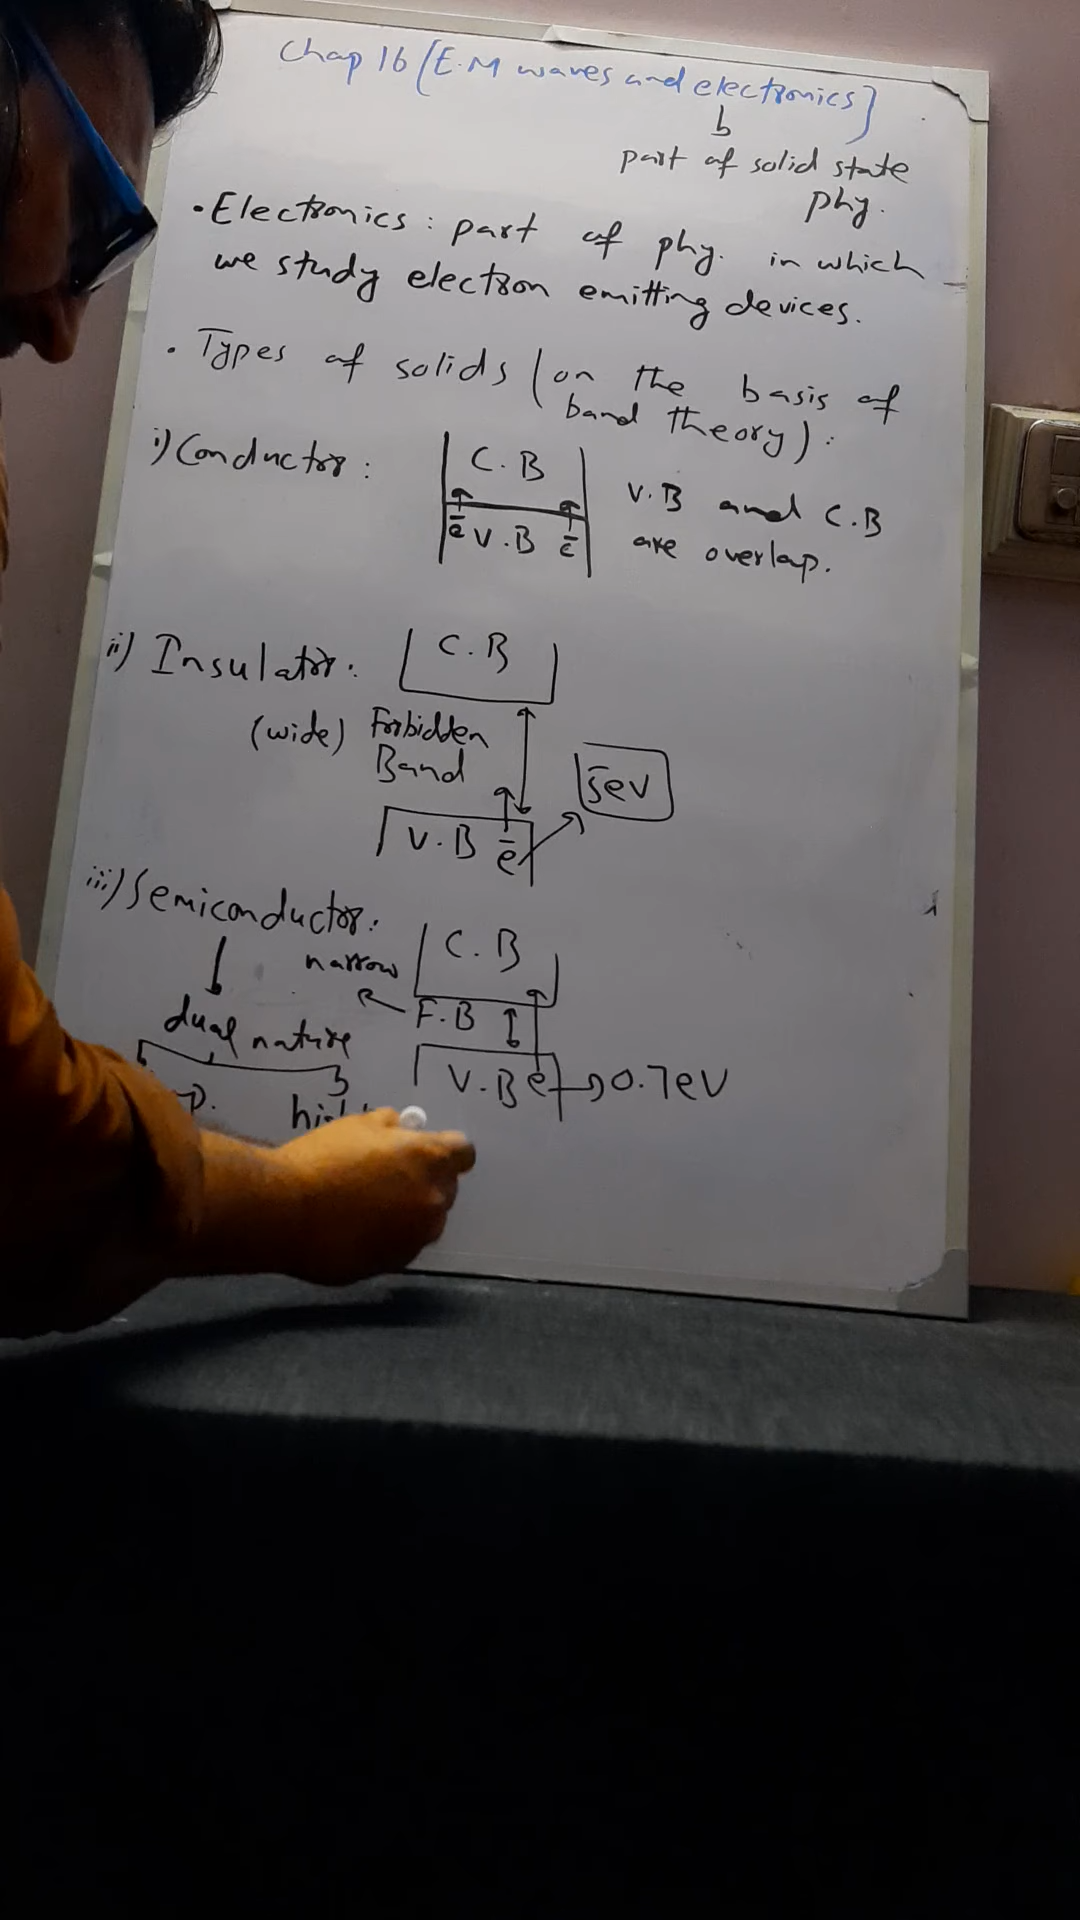 Chap 16 (E.M waves and electronics)
part of solid state
phy.
• Electronics: part of phy. in which
we study electron emitting devices.
• Types of solids (on the basis of
band theory):
i) Conductor:
C.B
e̅ V.B e̅
V.B and C.B
are overlap.
ii) Insulator:
C.B
(wide) Forbidden
Band
5eV
V.B e̅
iii) Semiconductor:
C.B
narrow
F.B
dual nature
V.B e → 0.7eV